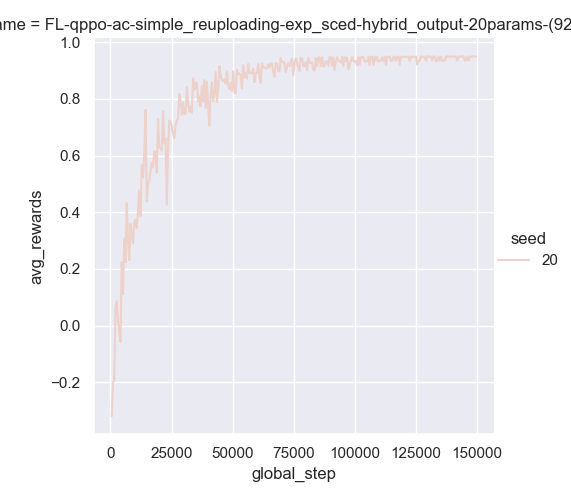 ame = FL-qppo-ac-simple_reuploading-exp_sced-hybrid_output-20params-(92
1.0
0.8
0.6
0.4
0.2
0.0
−0.2
avg_rewards
0 25000 50000 75000 100000 125000 150000
global_step
seed
20